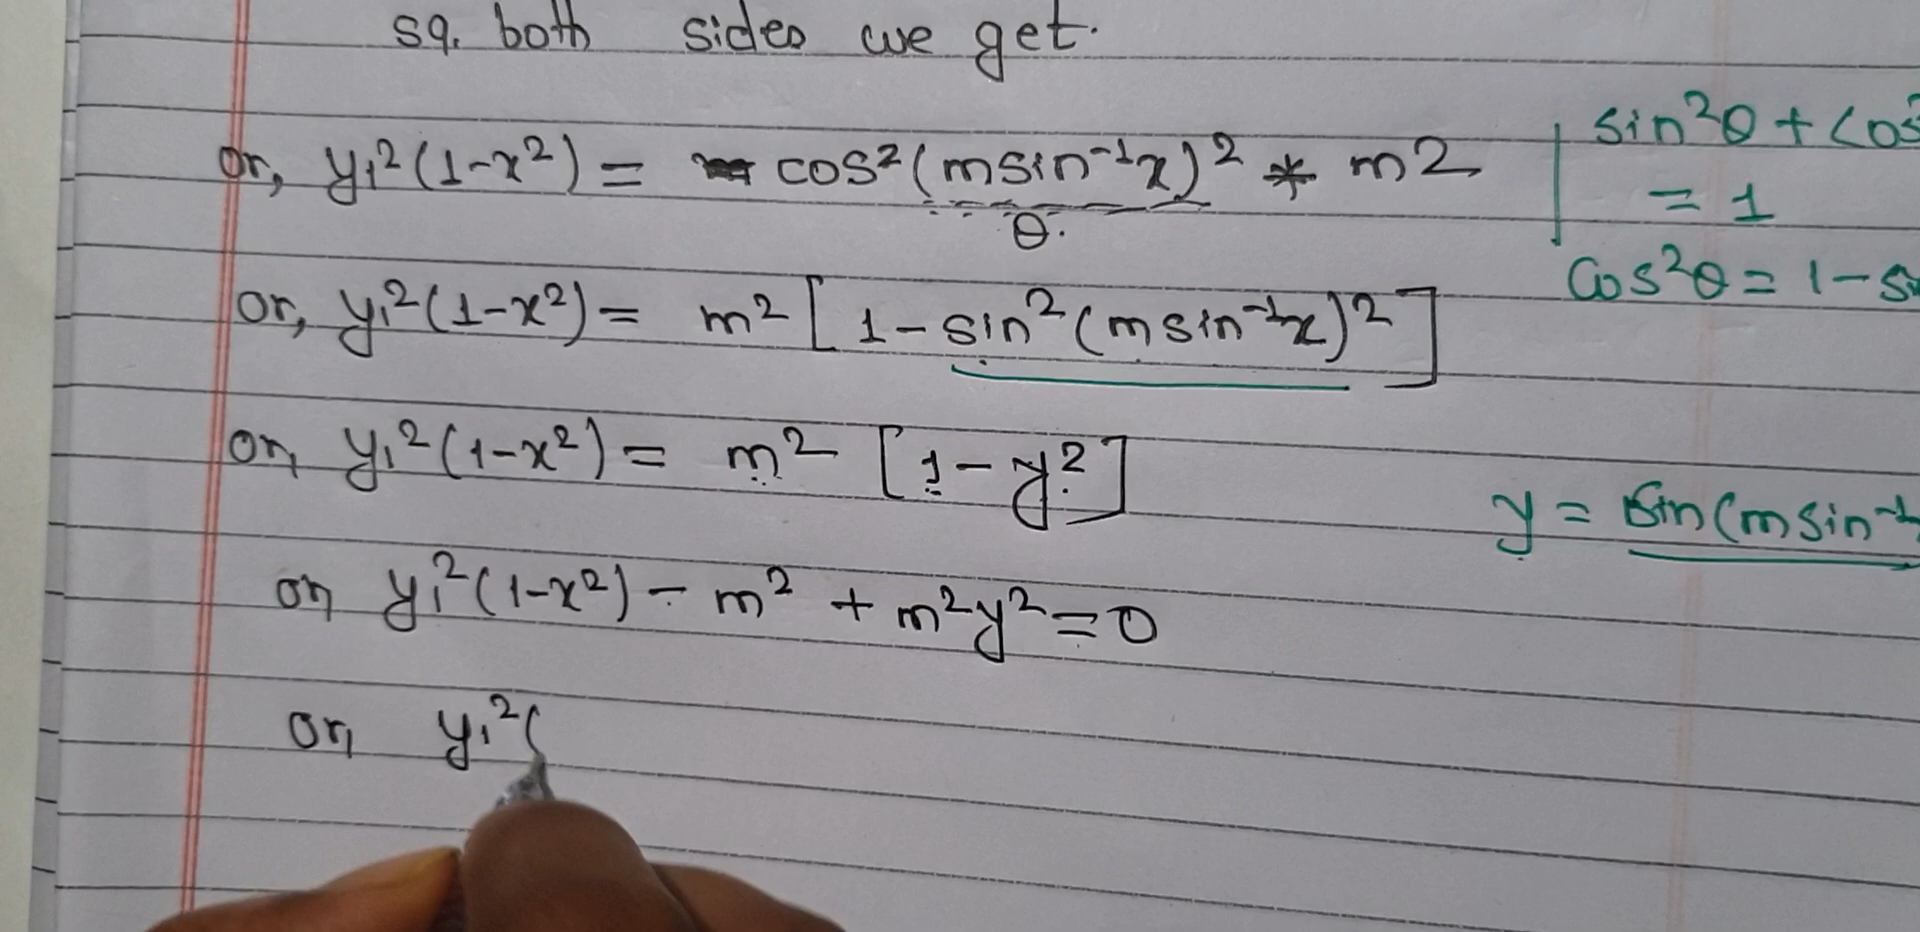 sq. both sides we get.
or, y₁²(1-x²) = cos²(msin⁻¹x)² * m2
θ.
sin²θ + cos²
= 1
cos²θ = 1 - s
or, y₁²(1-x²) = m² [1 - sin²(msin⁻¹x)²]
or, y₁²(1-x²) = m² [1 - y²]
y = sin(msin⁻¹
or, y₁²(1-x²) - m² + m²y² = 0
or, y₁²(